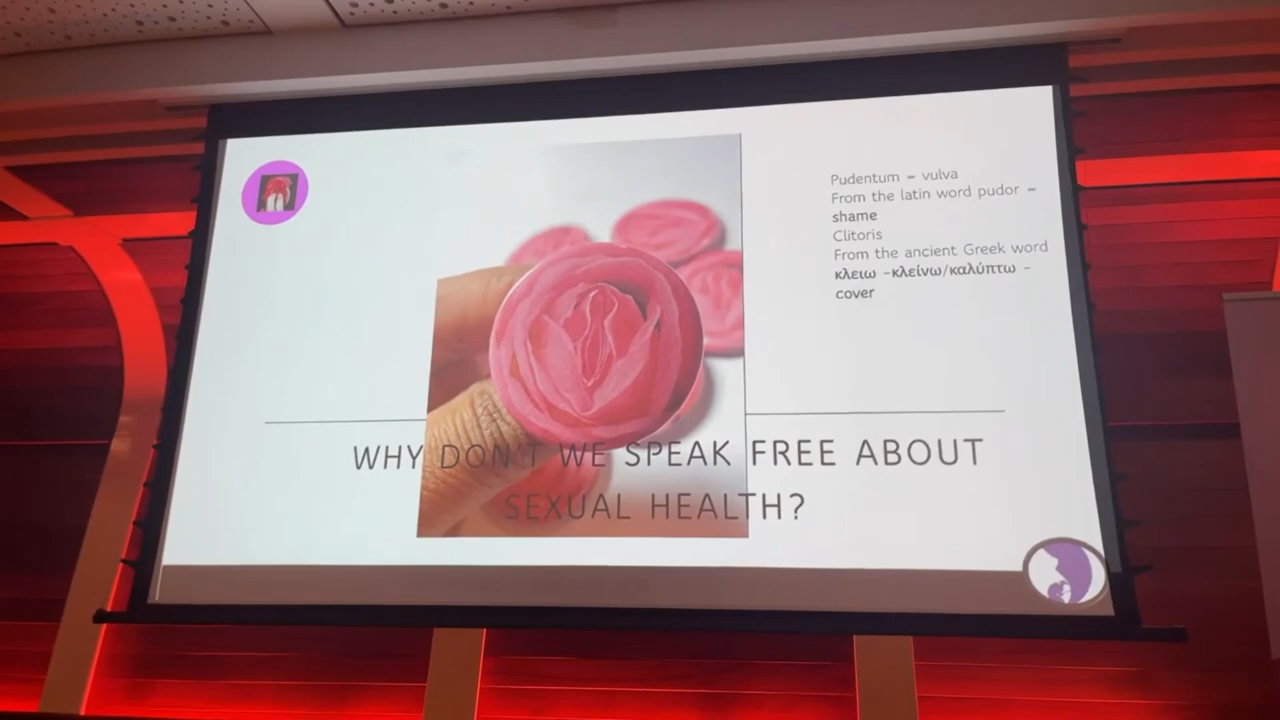 Pudentum – vulva
From the latin word pudor –
shame
Clitoris
From the ancient Greek word
κλειω –κλείνω/καλύπτω –
cover
WHY DON'T WE SPEAK FREE ABOUT
SEXUAL HEALTH?